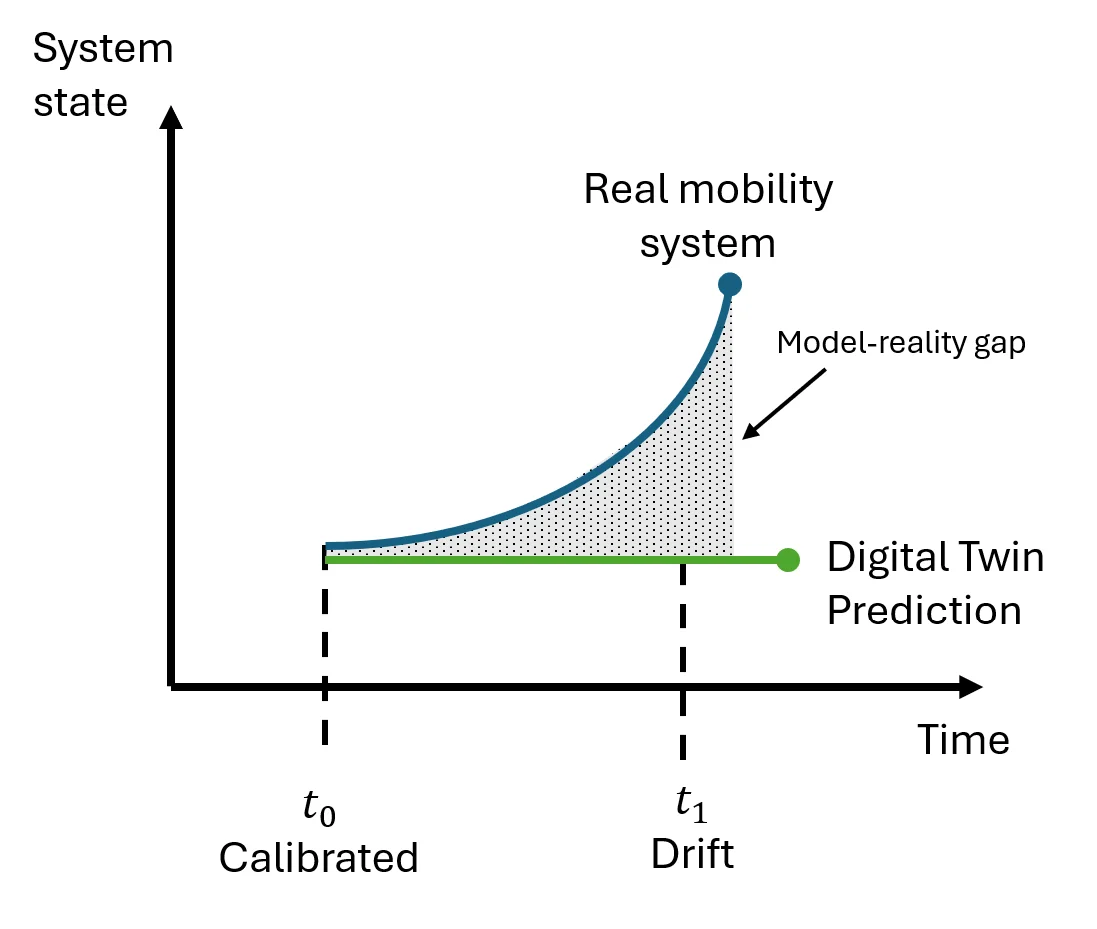 System
state
Real mobility
system
Model-reality gap
Digital Twin
Prediction
Time
t₀
Calibrated
t₁
Drift